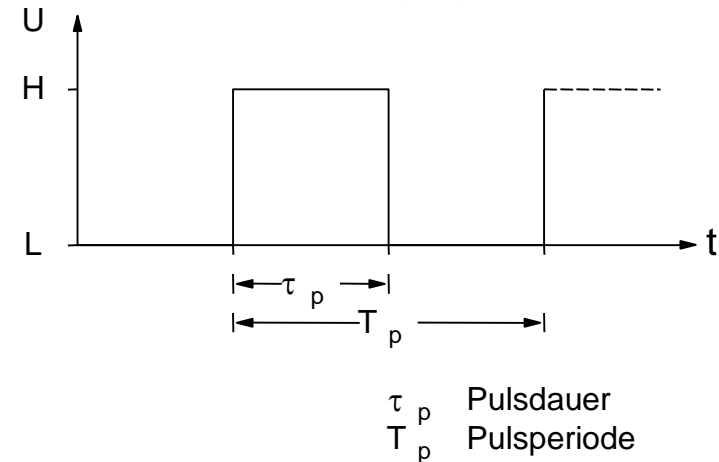 U
H
L
t
τ p
T p
τ p Pulsdauer
T p Pulsperiode